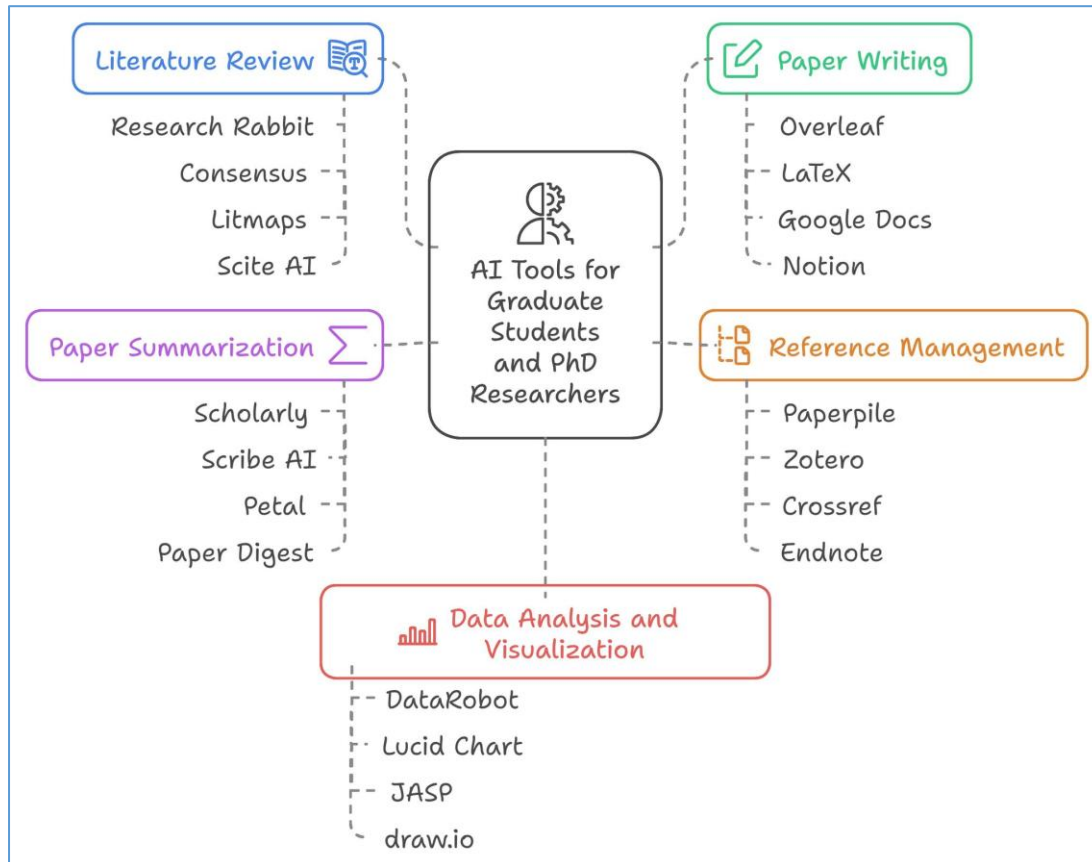 Literature Review
Research Rabbit
Consensus
Litmaps
Scite AI
Paper Writing
Overleaf
LaTeX
Google Docs
Notion
AI Tools for
Graduate
Students
and PhD
Researchers
Paper Summarization
Scholarly
Scribe AI
Petal
Paper Digest
Reference Management
Paperpile
Zotero
Crossref
Endnote
Data Analysis and
Visualization
DataRobot
Lucid Chart
JASP
draw.io